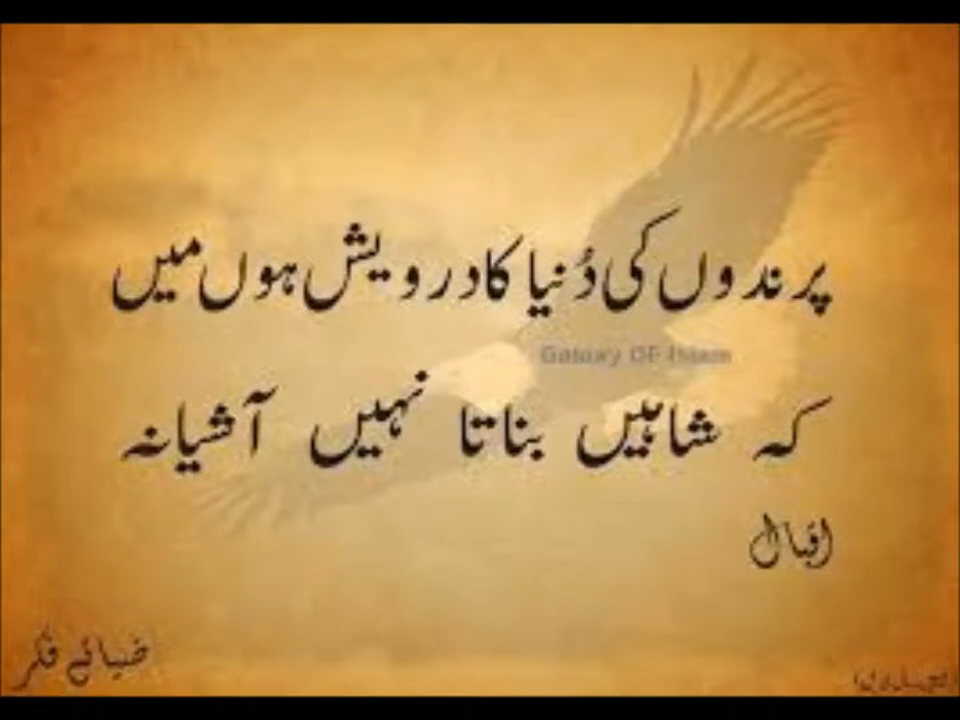 پرندوں کی دُنیا کا درویش ہوں میں
Galaxy OF Islam
کہ شاہیں بناتا نہیں آشیانہ
اقبال
ضیائے فکر